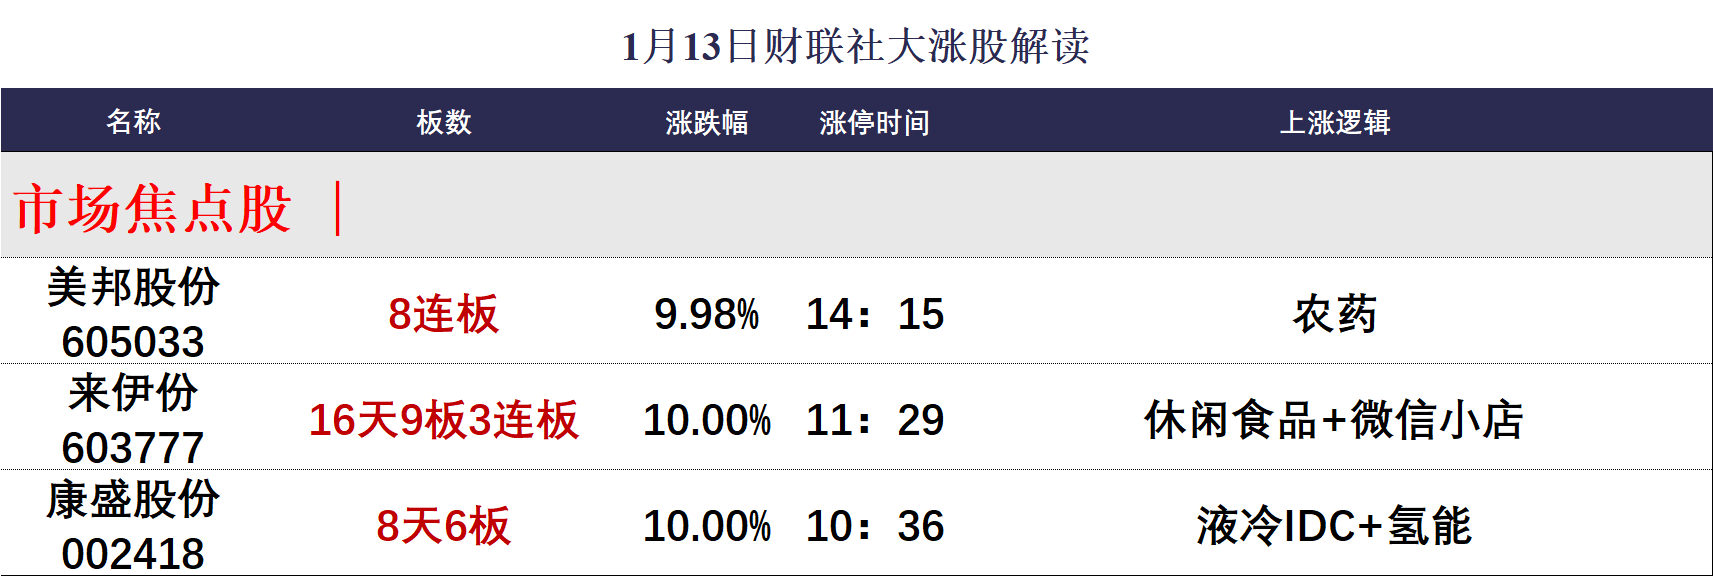 1月13日财联社大涨股解读
名称 板数 涨跌幅 涨停时间 上涨逻辑
市场焦点股 ｜
美邦股份
605033 8连板 9.98% 14：15 农药
来伊份
603777 16天9板3连板 10.00% 11：29 休闲食品+微信小店
康盛股份
002418 8天6板 10.00% 10：36 液冷IDC+氢能